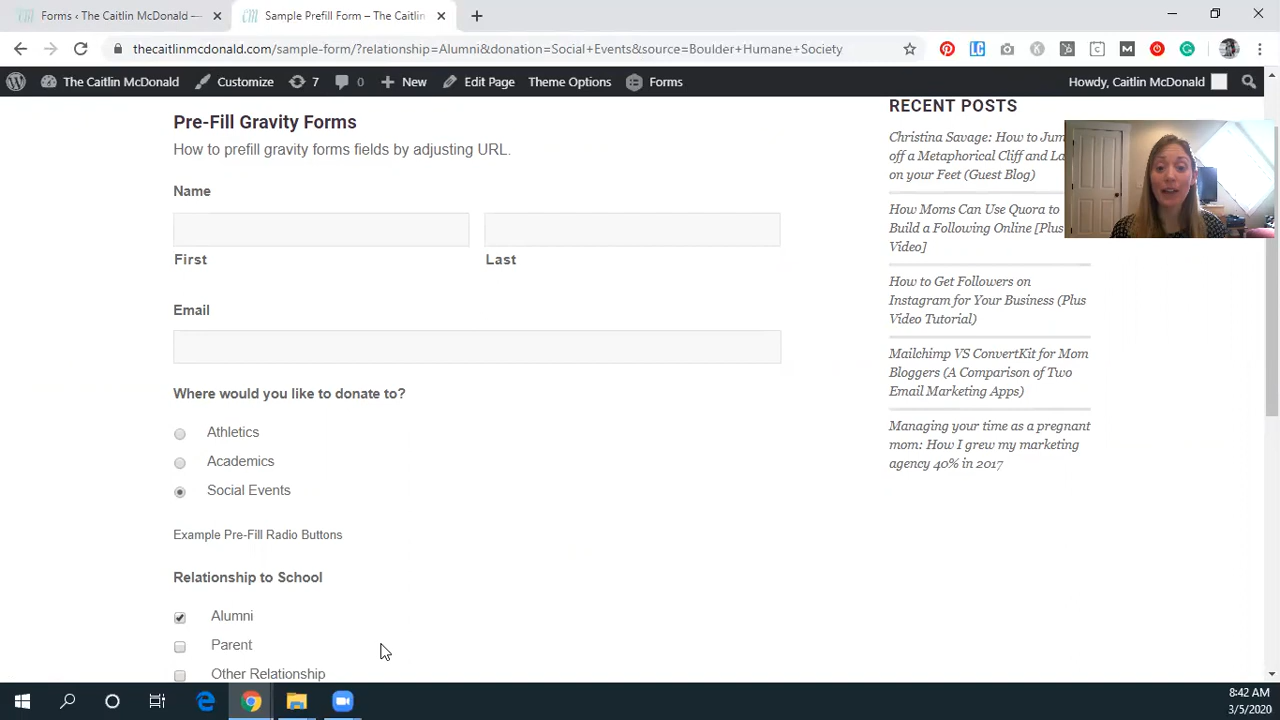 Forms ‹ The Caitlin McDonald —
Sample Prefill Form – The Caitlin
thecaitlinmcdonald.com/sample-form/?relationship=Alumni&donation=Social+Events&source=Boulder+Humane+Society
The Caitlin McDonald
Customize
7
0
New
Edit Page
Theme Options
Forms
Howdy, Caitlin McDonald
Pre-Fill Gravity Forms
How to prefill gravity forms fields by adjusting URL.
Name
First
Last
Email
Where would you like to donate to?
Athletics
Academics
Social Events
Example Pre-Fill Radio Buttons
Relationship to School
Alumni
Parent
Other Relationship
RECENT POSTS
Christina Savage: How to Jum
off a Metaphorical Cliff and La
on your Feet (Guest Blog)
How Moms Can Use Quora to
Build a Following Online [Plus
Video]
How to Get Followers on
Instagram for Your Business (Plus
Video Tutorial)
Mailchimp VS ConvertKit for Mom
Bloggers (A Comparison of Two
Email Marketing Apps)
Managing your time as a pregnant
mom: How I grew my marketing
agency 40% in 2017
8:42 AM
3/5/2020